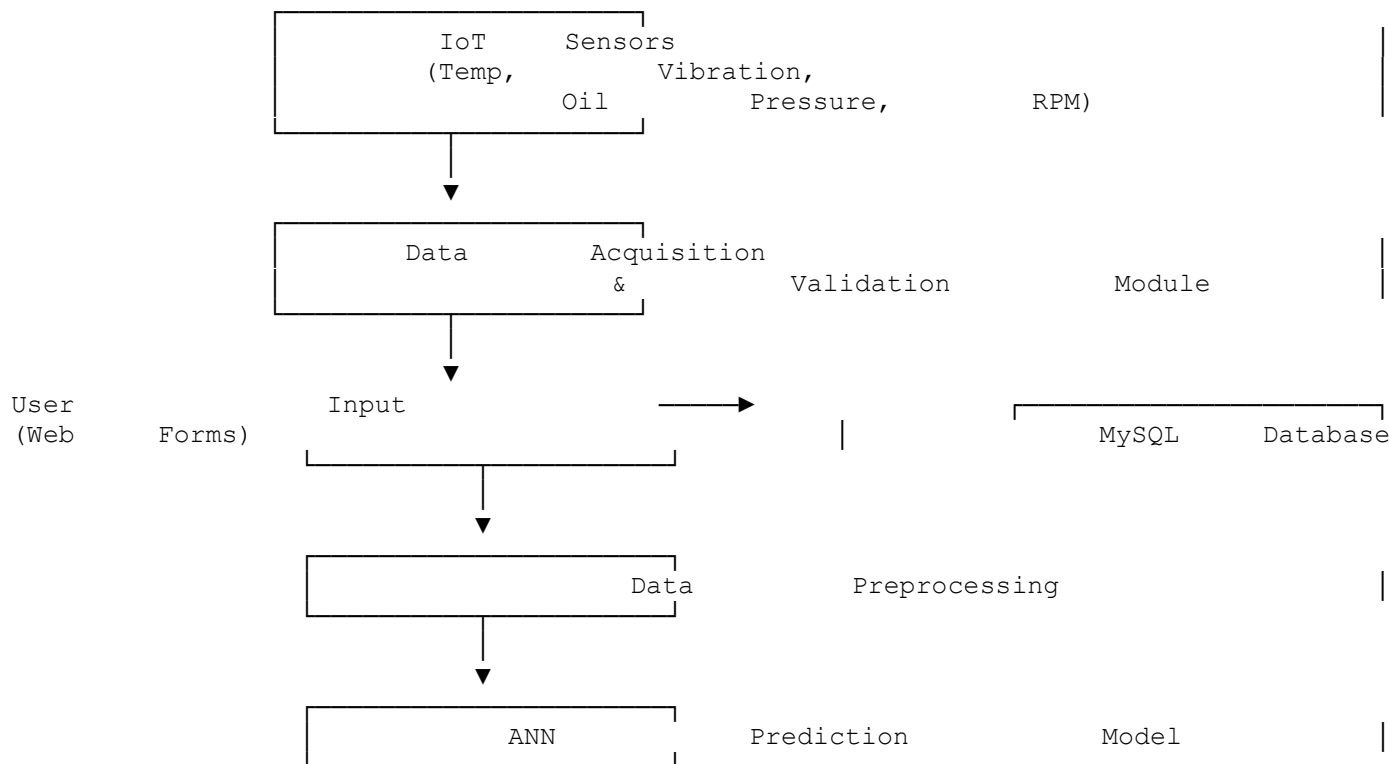 IoT Sensors
(Temp, Vibration,
Oil Pressure, RPM)
Data Acquisition
& Validation Module
User Input
(Web Forms) MySQL Database
Data Preprocessing
ANN Prediction Model